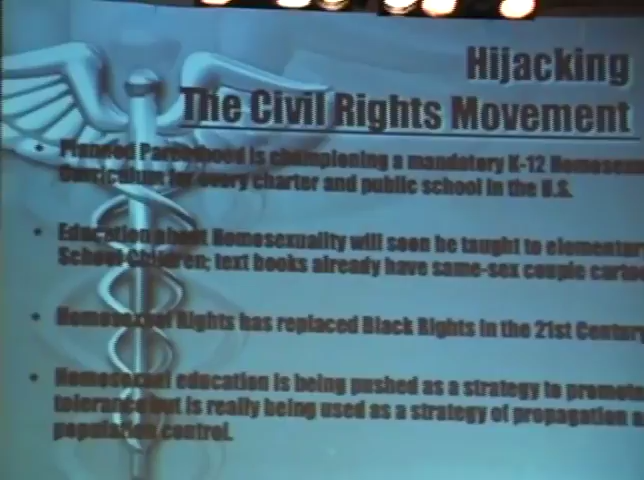 Hijacking
The Civil Rights Movement
• Planned Parenthood is championing a mandatory K-12 Homosexual
Curriculum for every charter and public school in the U.S.
• Education about Homosexuality will soon be taught to elementary
School Children; text books already have same-sex couple
• Homosexual Rights has replaced Black Rights in the 21st Century
• Homosexual education is being pushed as a strategy to promote
tolerance but is really being used as a strategy of propagation
population control.